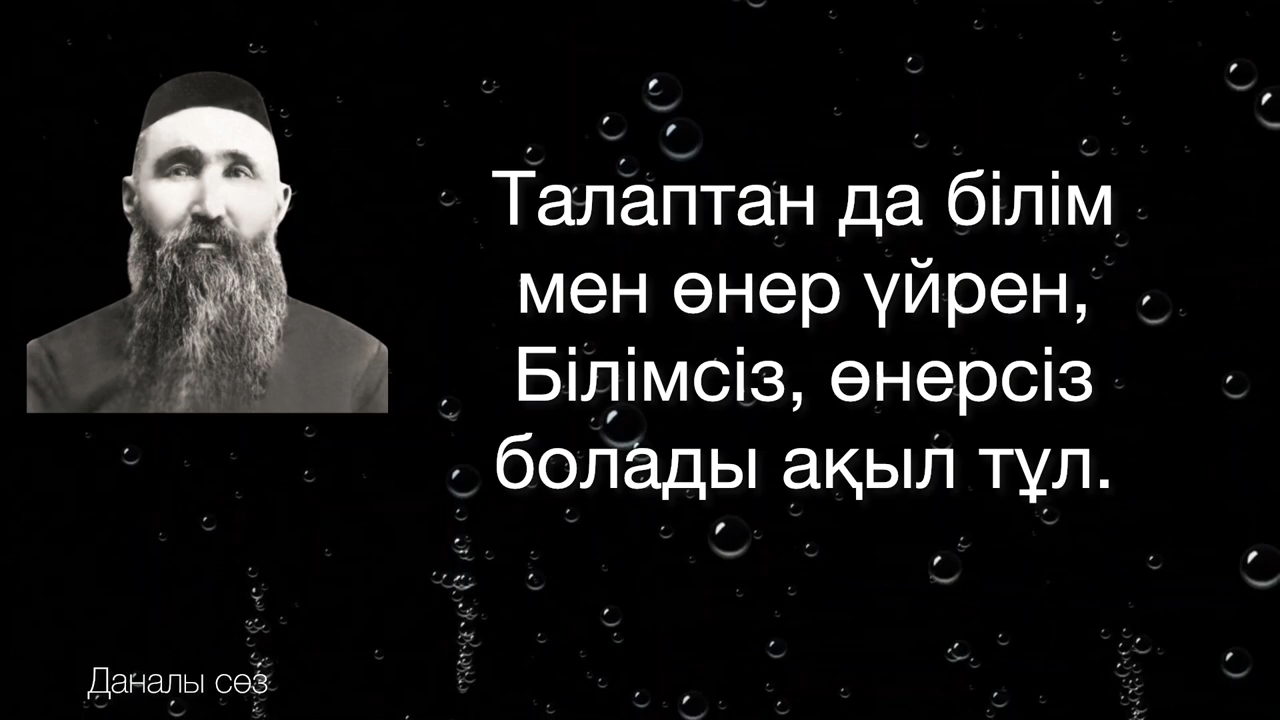 Талаптан да білім
мен өнер үйрен,
Білімсіз, өнерсіз
болады ақыл тұл.
Даналы сөз